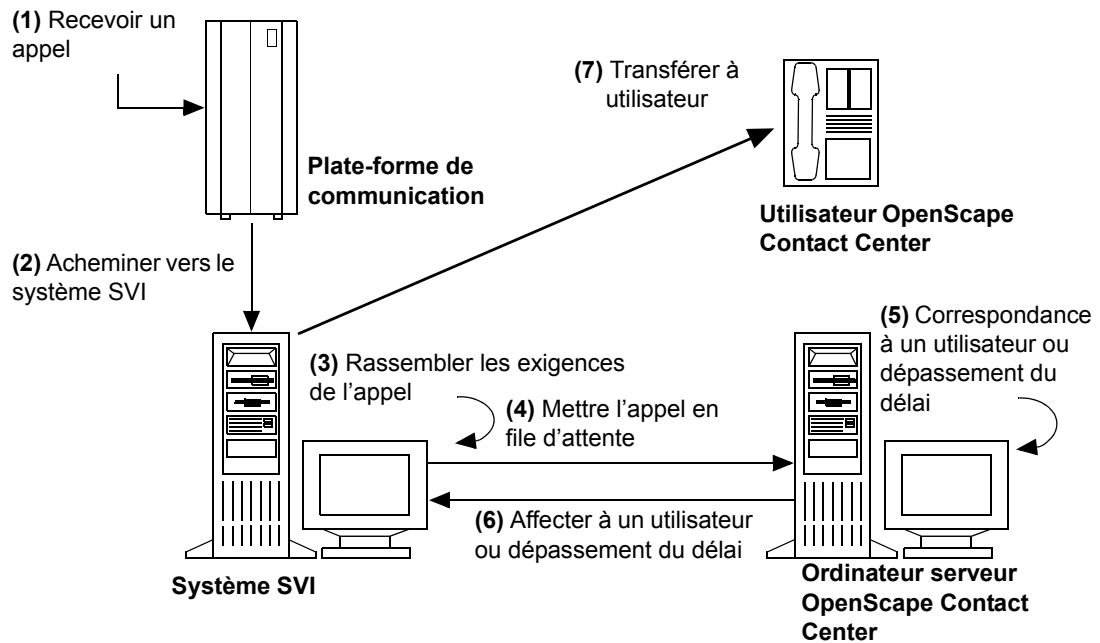 (1) Recevoir un
appel
Plate-forme de
communication
(2) Acheminer vers le
système SVI
(7) Transférer à
utilisateur
Utilisateur OpenScape
Contact Center
(3) Rassembler les exigences
de l’appel
(4) Mettre l’appel en
file d’attente
(5) Correspondance
à un utilisateur ou
dépassement du
délai
(6) Affecter à un utilisateur
ou dépassement du délai
Système SVI
Ordinateur serveur
OpenScape Contact
Center